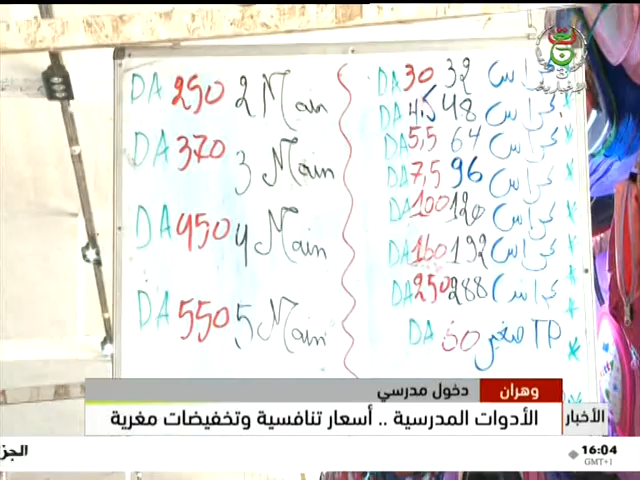 كراس 32 30 DA
كراس 48 4,5 DA
كراس 64 5,5 DA
كراس 96 7,5 DA
كراس 120 100 DA
كراس 192 160 DA
كراس 288 250 DA
TP صغير 50 DA
DA 290 2 Main
DA 370 3 Main
DA 450 4 Main
DA 550 5 Main
وهران دخول مدرسي
الأخبار الأدوات المدرسية .. أسعار تنافسية وتخفيضات مغرية
16:04
GMT+1
الجز